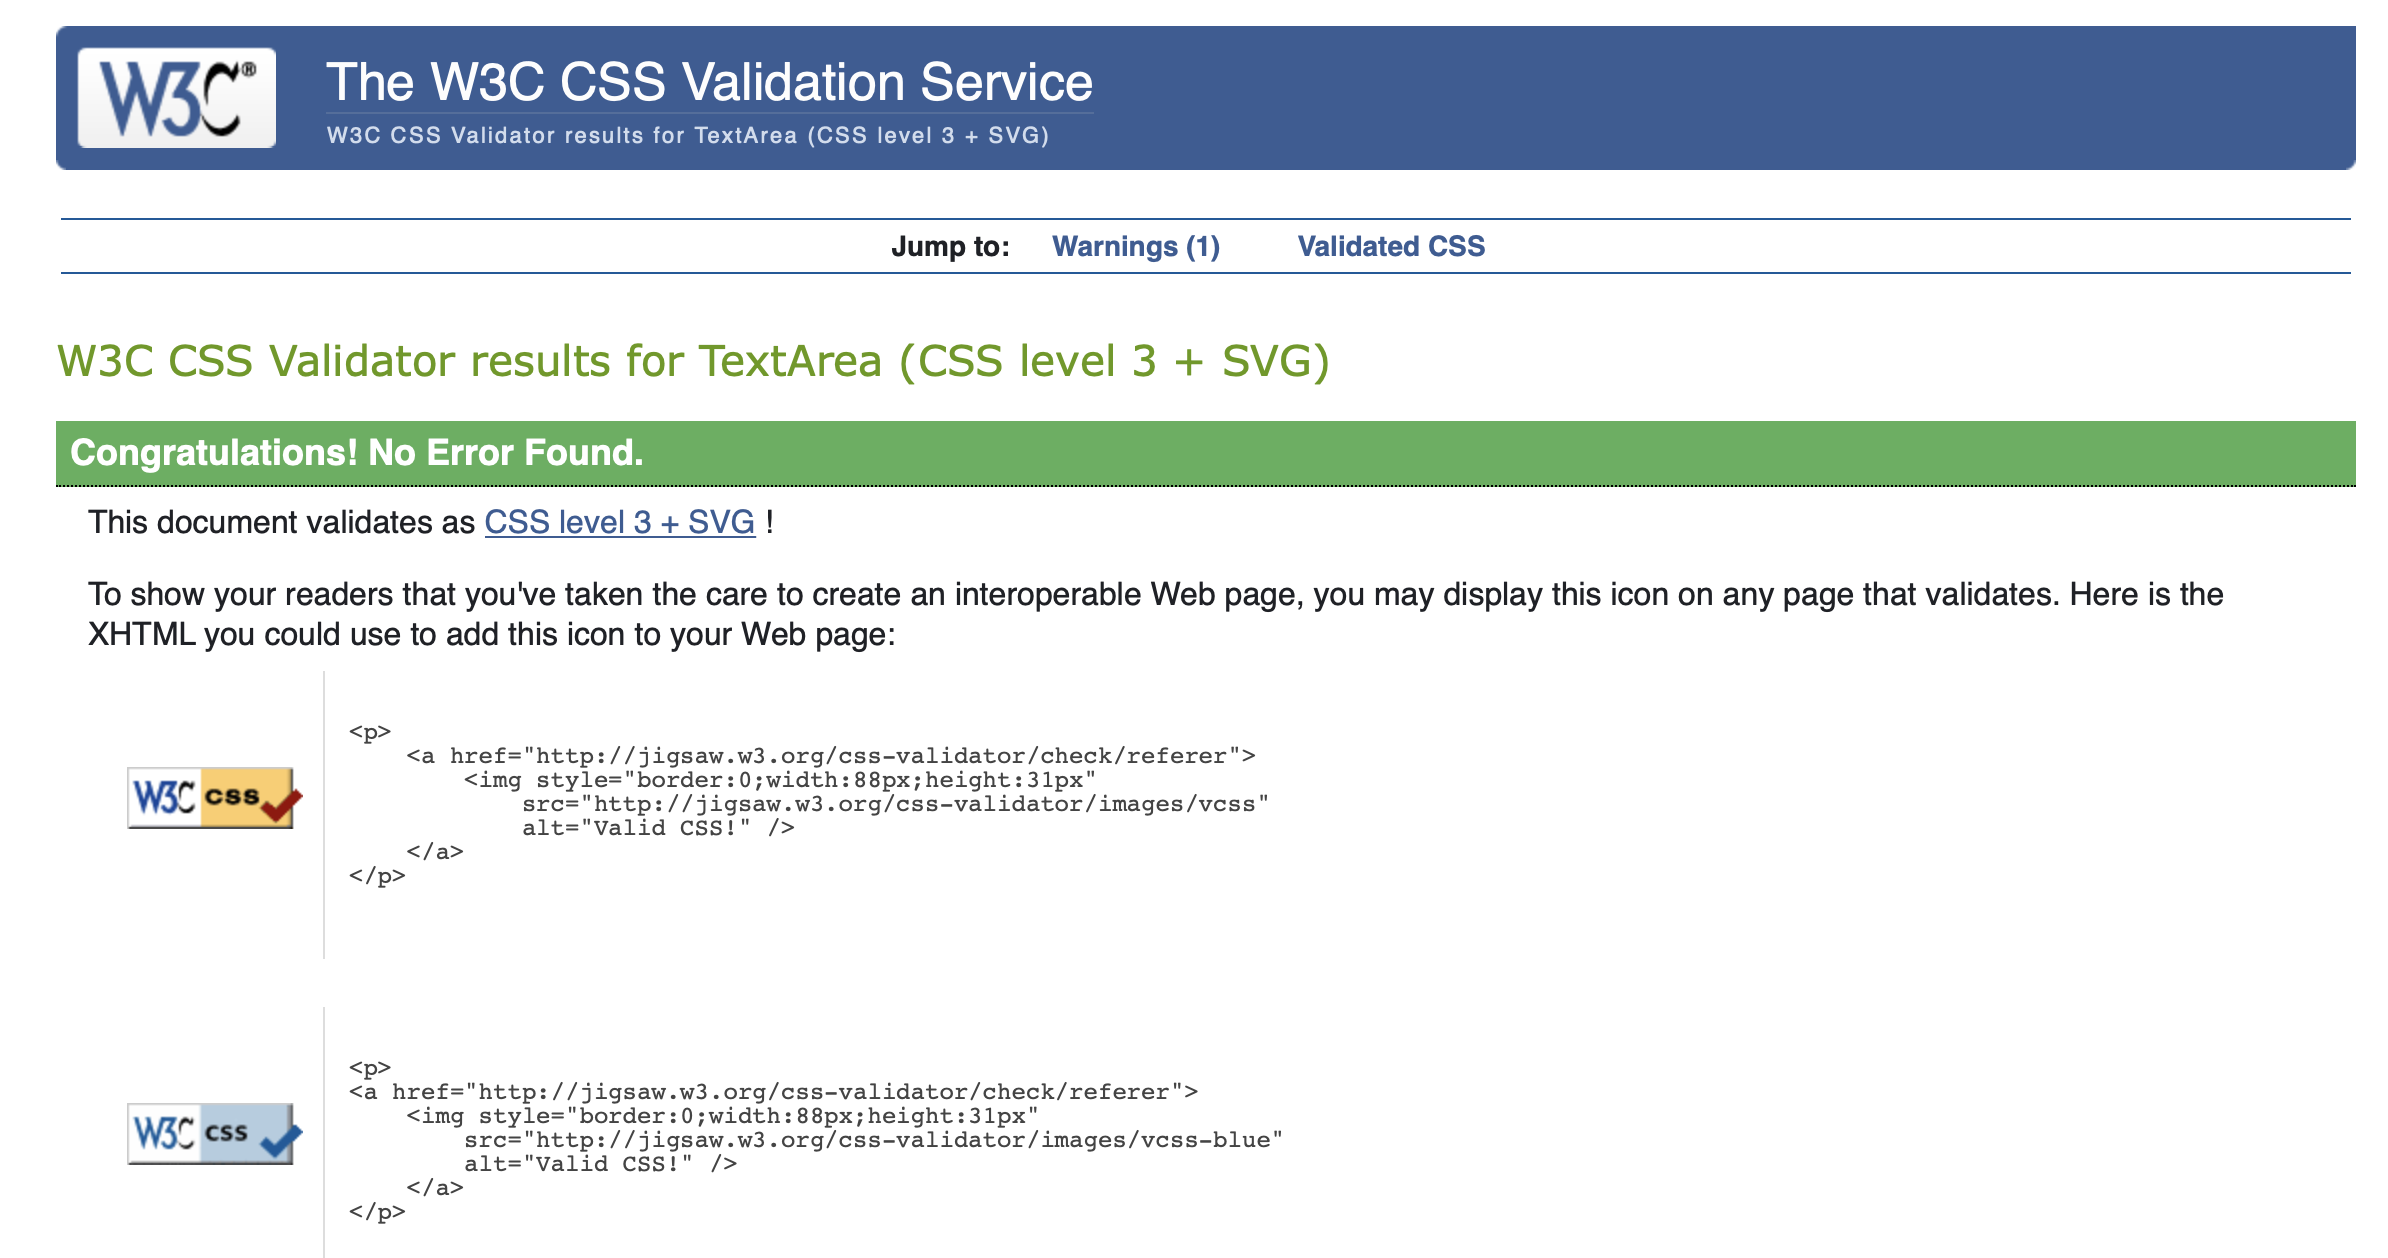 W3C®
The W3C CSS Validation Service
W3C CSS Validator results for TextArea (CSS level 3 + SVG)
Jump to: Warnings (1) Validated CSS
W3C CSS Validator results for TextArea (CSS level 3 + SVG)
Congratulations! No Error Found.
This document validates as CSS level 3 + SVG !
To show your readers that you've taken the care to create an interoperable Web page, you may display this icon on any page that validates. Here is the
XHTML you could use to add this icon to your Web page:
W3C css
<p>
    <a href="http://jigsaw.w3.org/css-validator/check/referer">
        <img style="border:0;width:88px;height:31px"
            src="http://jigsaw.w3.org/css-validator/images/vcss"
            alt="Valid CSS!" />
    </a>
</p>
W3C css
<p>
<a href="http://jigsaw.w3.org/css-validator/check/referer">
    <img style="border:0;width:88px;height:31px"
        src="http://jigsaw.w3.org/css-validator/images/vcss-blue"
        alt="Valid CSS!" />
    </a>
</p>